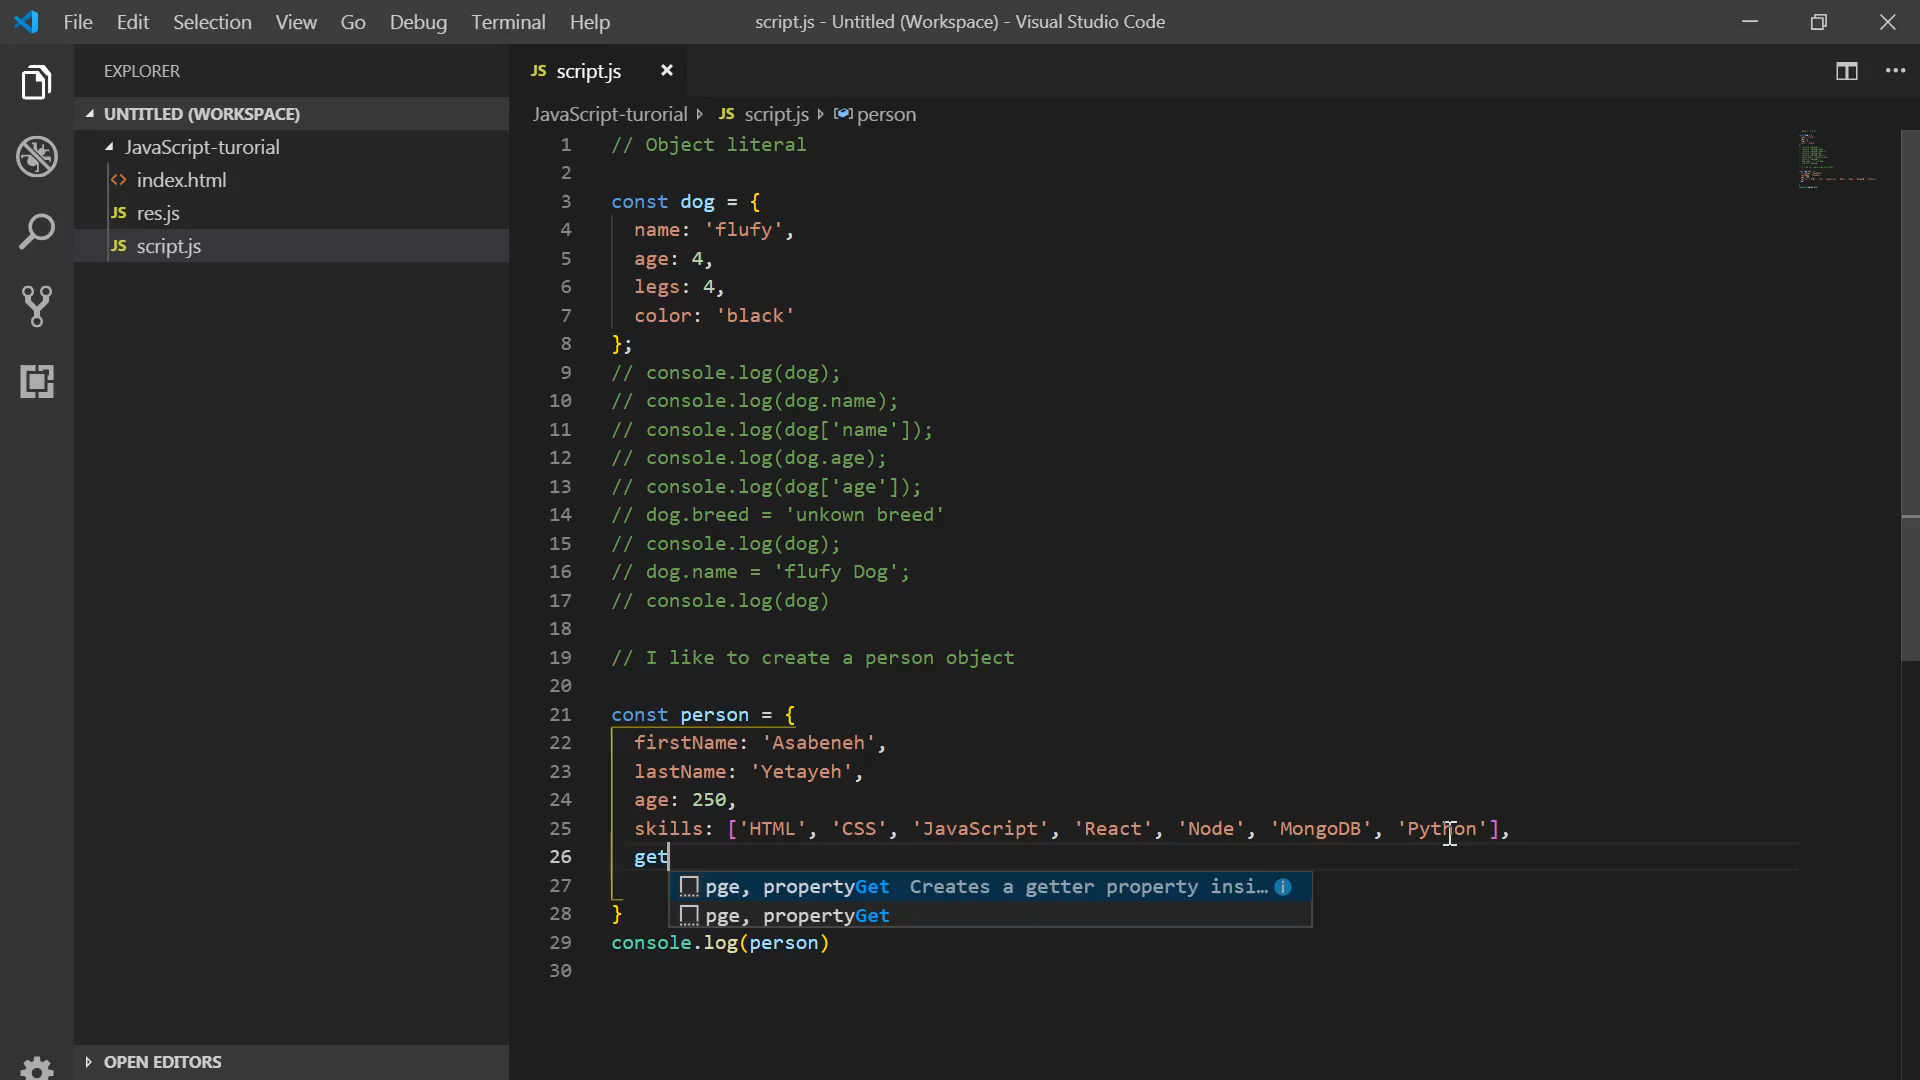 File Edit Selection View Go Debug Terminal Help script.js - Untitled (Workspace) - Visual Studio Code
EXPLORER
UNTITLED (WORKSPACE)
JavaScript-turorial
<> index.html
JS res.js
JS script.js
OPEN EDITORS
JS script.js ×
JavaScript-turorial JS script.js person
1 // Object literal
2
3 const dog = {
4 name: 'flufy',
5 age: 4,
6 legs: 4,
7 color: 'black'
8 };
9 // console.log(dog);
10 // console.log(dog.name);
11 // console.log(dog['name']);
12 // console.log(dog.age);
13 // console.log(dog['age']);
14 // dog.breed = 'unkown breed'
15 // console.log(dog);
16 // dog.name = 'flufy Dog';
17 // console.log(dog)
18
19 // I like to create a person object
20
21 const person = {
22 firstName: 'Asabeneh',
23 lastName: 'Yetayeh',
24 age: 250,
25 skills: ['HTML', 'CSS', 'JavaScript', 'React', 'Node', 'MongoDB', 'Python'],
26 get
27 pge, propertyGet Creates a getter property insi…
28 } pge, propertyGet
29 console.log(person)
30